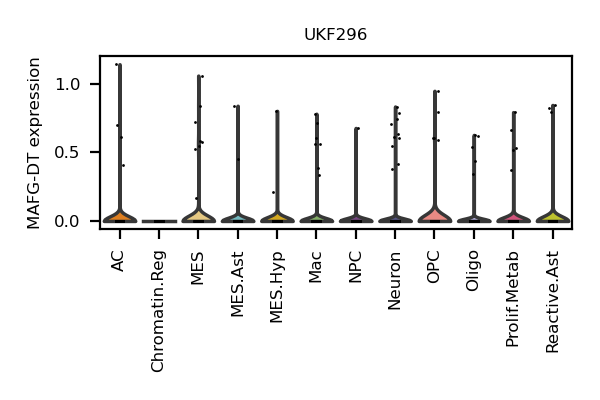 UKF296
MAFG-DT expression
1.0
0.5
0.0
AC
Chromatin.Reg
MES
MES.Ast
MES.Hyp
Mac
NPC
Neuron
OPC
Oligo
Prolif.Metab
Reactive.Ast